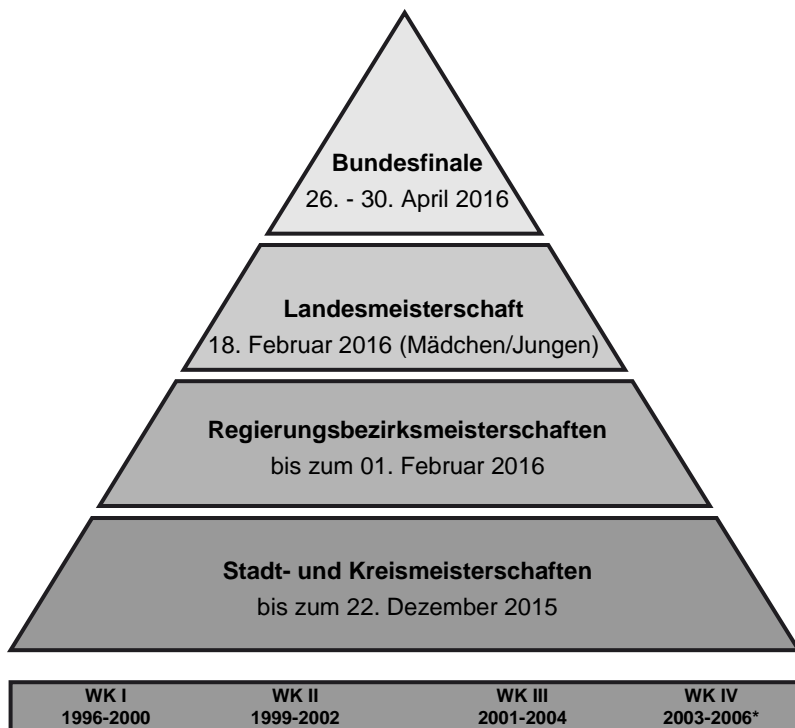 Bundesfinale
26. - 30. April 2016
Landesmeisterschaft
18. Februar 2016 (Mädchen/Jungen)
Regierungsbezirksmeisterschaften
bis zum 01. Februar 2016
Stadt- und Kreismeisterschaften
bis zum 22. Dezember 2015
WK I WK II WK III WK IV
1996-2000 1999-2002 2001-2004 2003-2006*